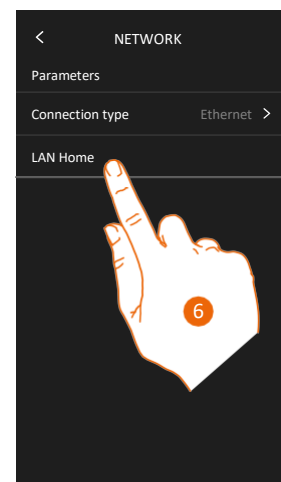 NETWORK
Parameters
Connection type Ethernet
LAN Home
6